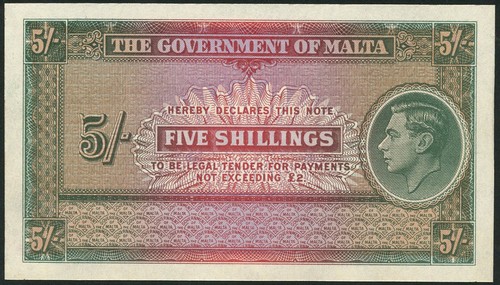 5/- 5/-
THE GOVERNMENT OF MALTA
HEREBY DECLARES THIS NOTE
5/- FIVE SHILLINGS
TO BE LEGAL TENDER FOR PAYMENTS
NOT EXCEEDING £2.
5/- 5/-